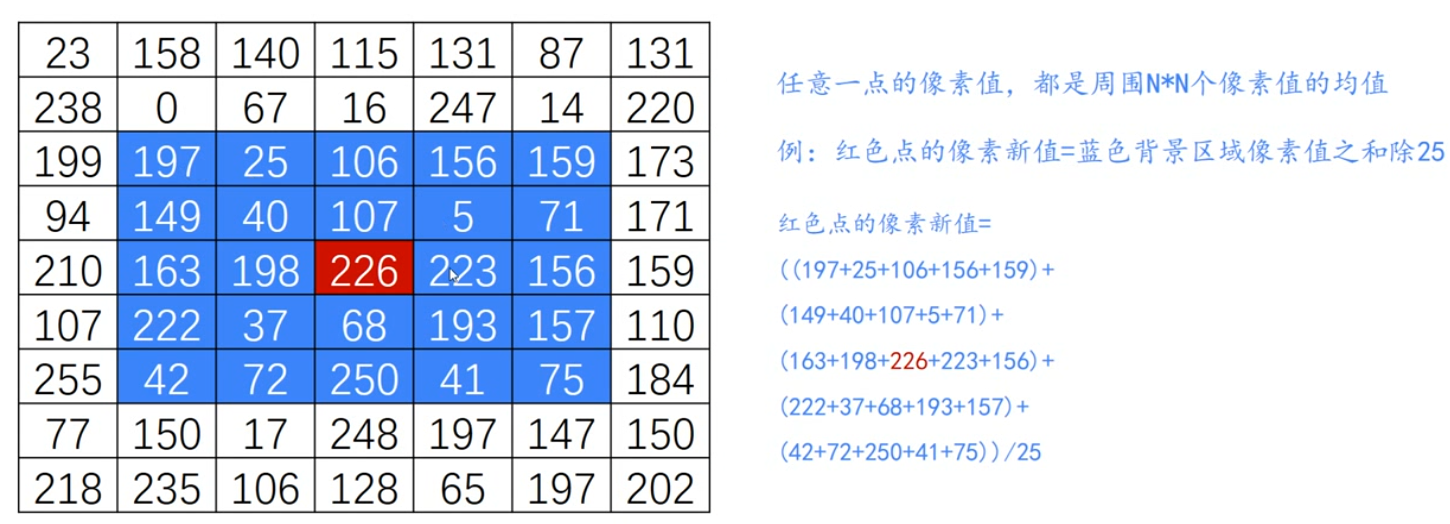 23 158 140 115 131 87 131
238 0 67 16 247 14 220
199 197 25 106 156 159 173
94 149 40 107 5 71 171
210 163 198 226 223 156 159
107 222 37 68 193 157 110
255 42 72 250 41 75 184
77 150 17 248 197 147 150
218 235 106 128 65 197 202
任意一点的像素值，都是周围N*N个像素值的均值
例：红色点的像素新值=蓝色背景区域像素值之和除25
红色点的像素新值=
((197+25+106+156+159)+
(149+40+107+5+71)+
(163+198+226+223+156)+
(222+37+68+193+157)+
(42+72+250+41+75))/25